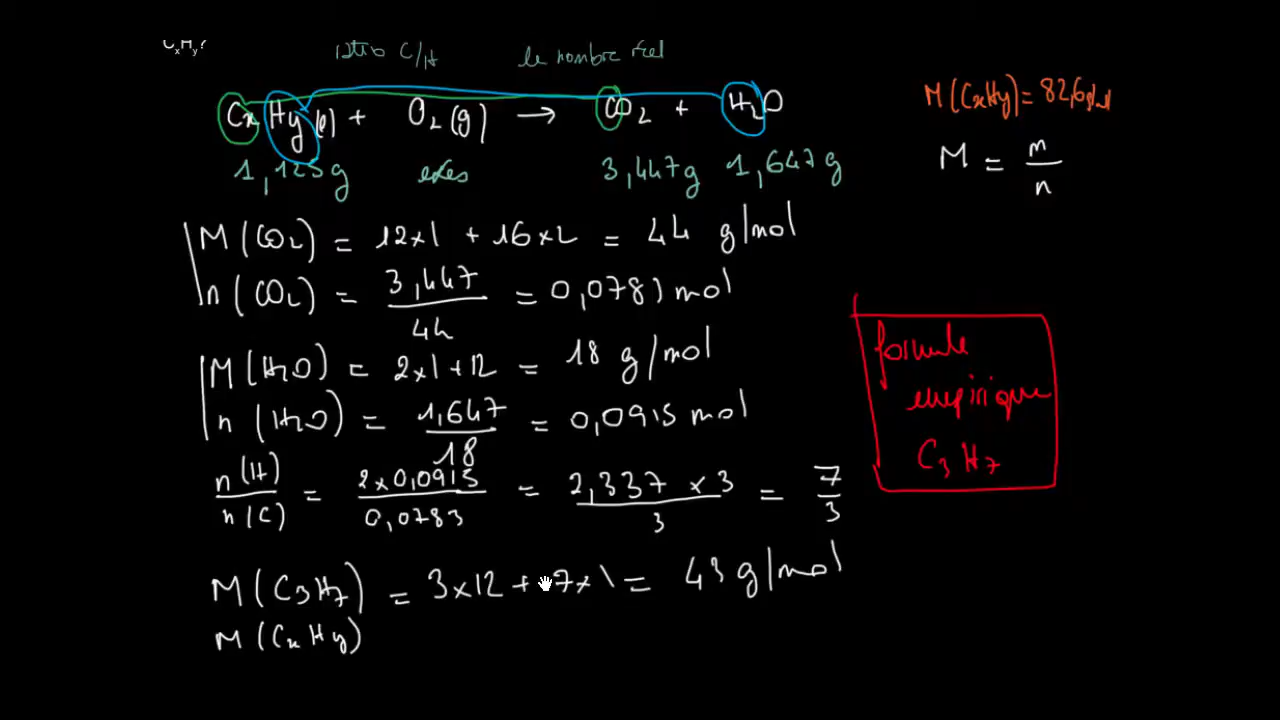 CxHy?
ratio C/H le nombre réel
CxHy(l) + O2(g) → CO2 + H2O
M(CxHy) = 82,6 g/mol
1,125g exès 3,447g 1,647g
M = m/n
M(CO2) = 12×1 + 16×2 = 44 g/mol
n(CO2) = 3,447/44 = 0,0783 mol
M(H2O) = 2×1+12 = 18 g/mol
n(H2O) = 1,647/18 = 0,0915 mol
n(H)/n(C) = 2×0,0915/0,0783 = 2,337 × 3/3 = 7/3
formule
empirique
C3H7
M(C3H7) = 3×12 + 7×1 = 43 g/mol
M(CxHy)